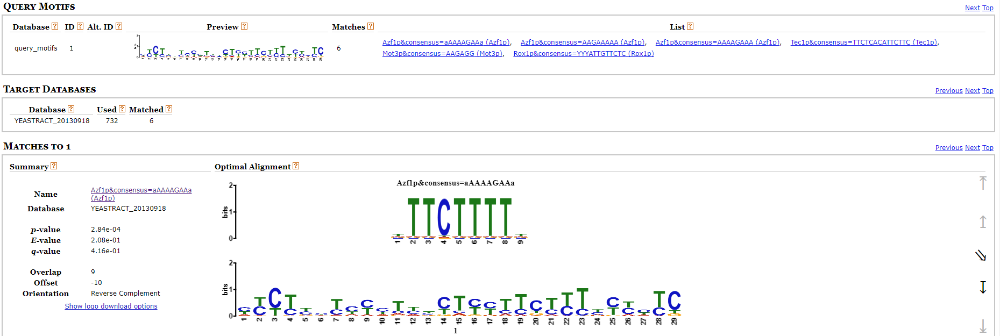 QUERY MOTIFS
Next Top
Database ? ID ? Alt. ID ? Preview ? Matches ? List ?
query_motifs 1 6 Azf1p&consensus=aAAAAGAAa (Azf1p), Azf1p&consensus=AAGAAAAA (Azf1p), Azf1p&consensus=AAAAGAAA (Azf1p), Tec1p&consensus=TTCTCACATTCTTC (Tec1p),
Mot3p&consensus=AAGAGG (Mot3p), Rox1p&consensus=YYYATTGTTCTC (Rox1p)
TARGET DATABASES
Previous Next Top
Database ? Used ? Matched ?
YEASTRACT_20130918 732 6
MATCHES TO 1
Previous Next Top
Summary ? Optimal Alignment ?
Name Azf1p&consensus=aAAAAGAAa
(Azf1p)
Database YEASTRACT_20130918
p-value 2.84e-04
E-value 2.08e-01
q-value 4.16e-01
Overlap 9
Offset -10
Orientation Reverse Complement
Show logo download options
Azf1p&consensus=aAAAAGAAa
2
bits
1
0
TTCTTTT
1 2 3 4 5 6 7 8 9
2
bits
1
0
1 2 3 4 5 6 7 8 9 10 11 12 13 14 15 16 17 18 19 20 21 22 23 24 25 26 27 28 29
1